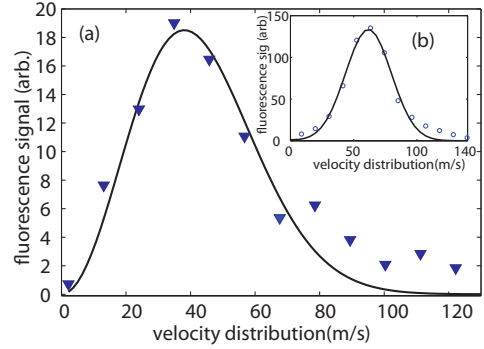 (a)
fluorescence signal (arb.)
20
18
16
14
12
10
8
6
4
2
0
0 20 40 60 80 100 120
velocity distribution(m/s)
(b)
fluorescence sig (arb.)
150
100
50
0
0 50 100 140
velocity distribution(m/s)